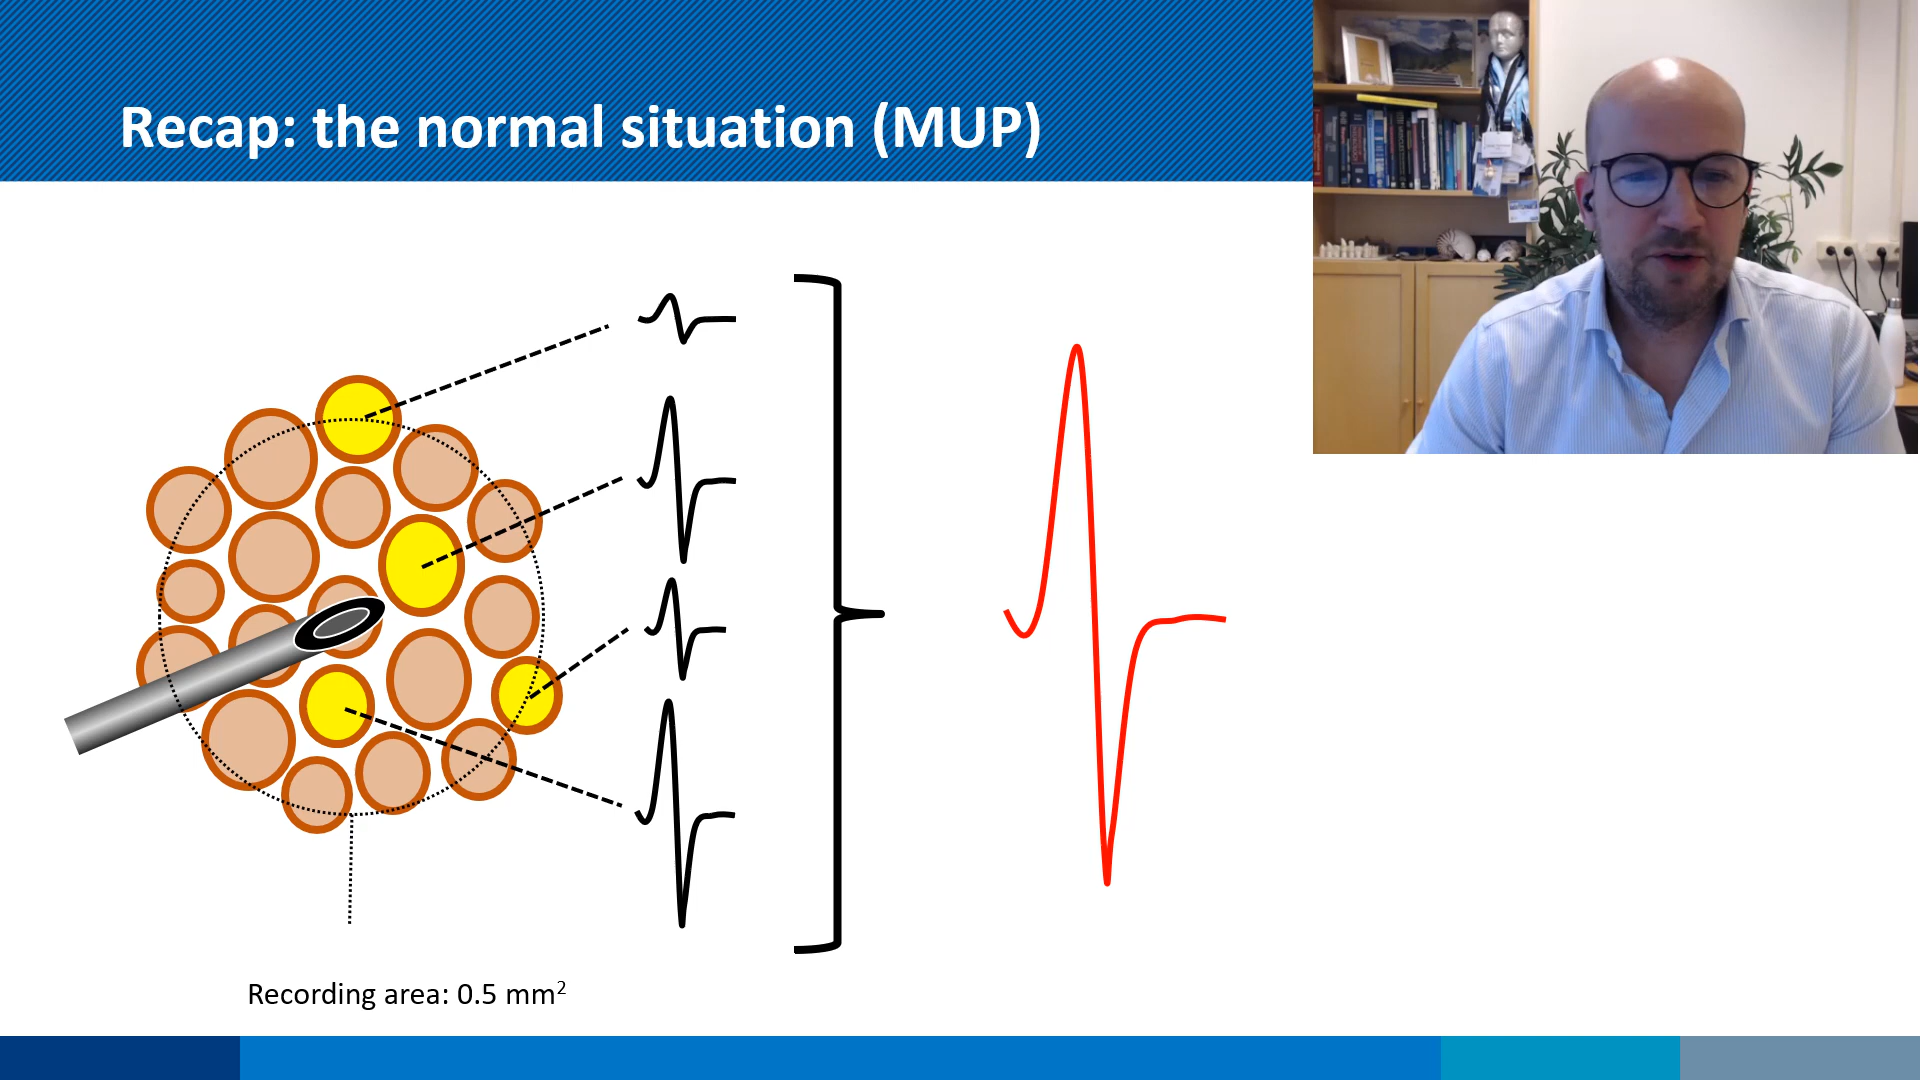 Recap: the normal situation (MUP)
Recording area: 0.5 mm²